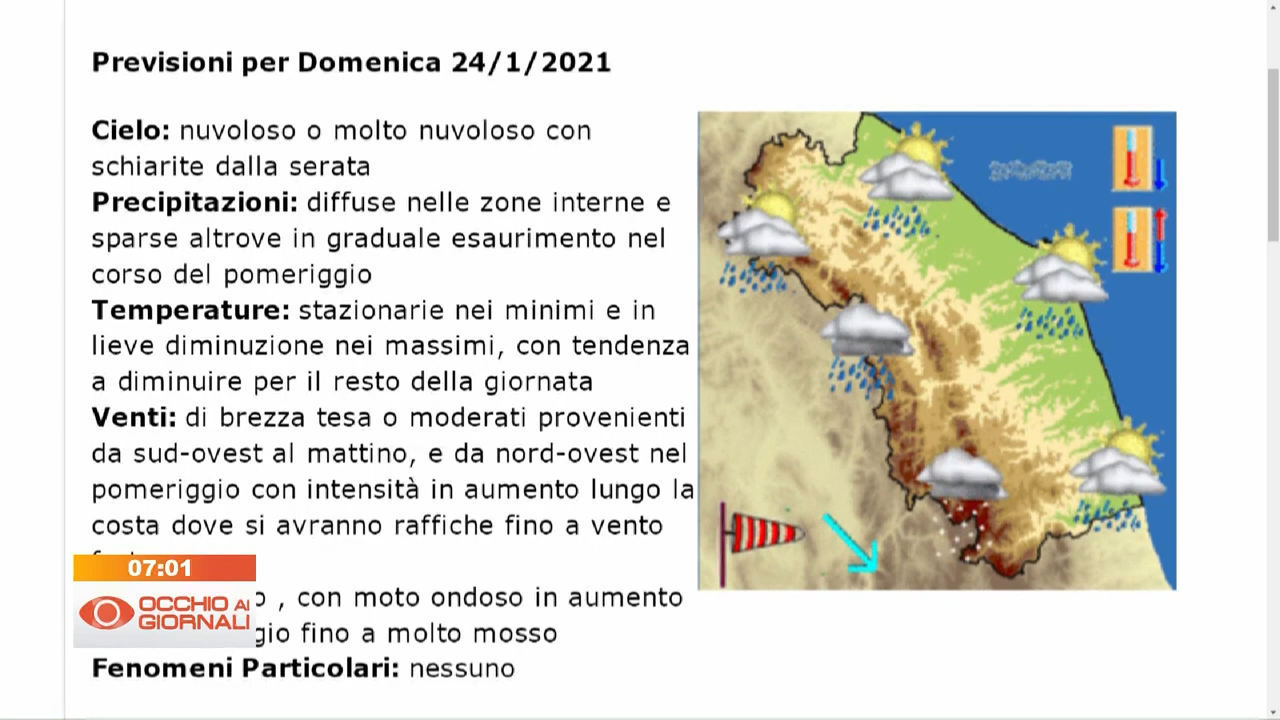 Previsioni per Domenica 24/1/2021
Cielo: nuvoloso o molto nuvoloso con
schiarite dalla serata
Precipitazioni: diffuse nelle zone interne e
sparse altrove in graduale esaurimento nel
corso del pomeriggio
Temperature: stazionarie nei minimi e in
lieve diminuzione nei massimi, con tendenza
a diminuire per il resto della giornata
Venti: di brezza tesa o moderati provenienti
da sud-ovest al mattino, e da nord-ovest nel
pomeriggio con intensità in aumento lungo la
costa dove si avranno raffiche fino a vento
07:01
OCCHIO AI
GIORNALI
, con moto ondoso in aumento
fino a molto mosso
Fenomeni Particolari: nessuno